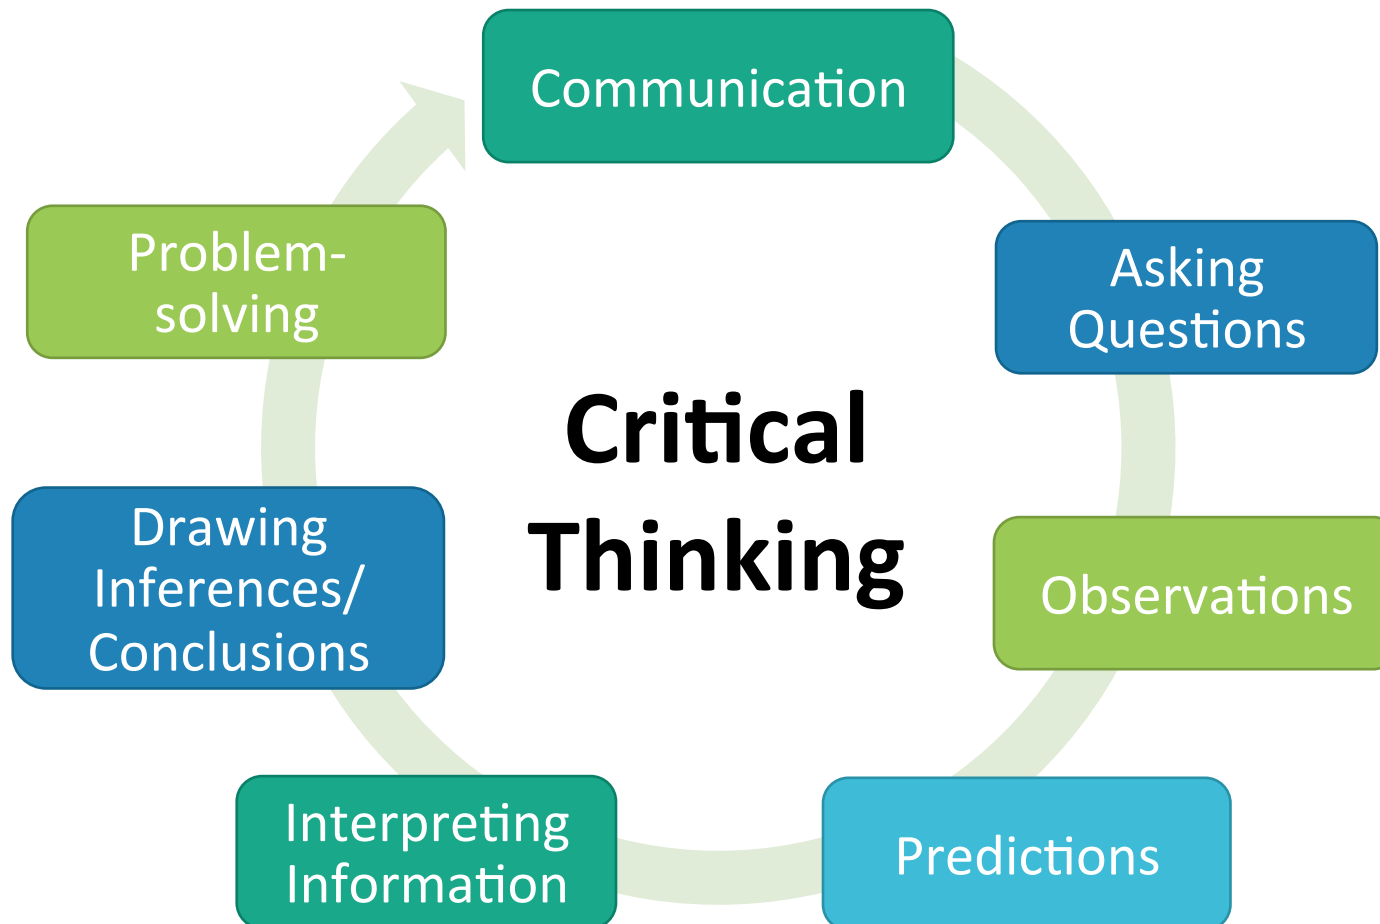 Communication
Asking
Questions
Observations
Predictions
Interpreting
Information
Drawing
Inferences/
Conclusions
Problem-
solving
Critical
Thinking